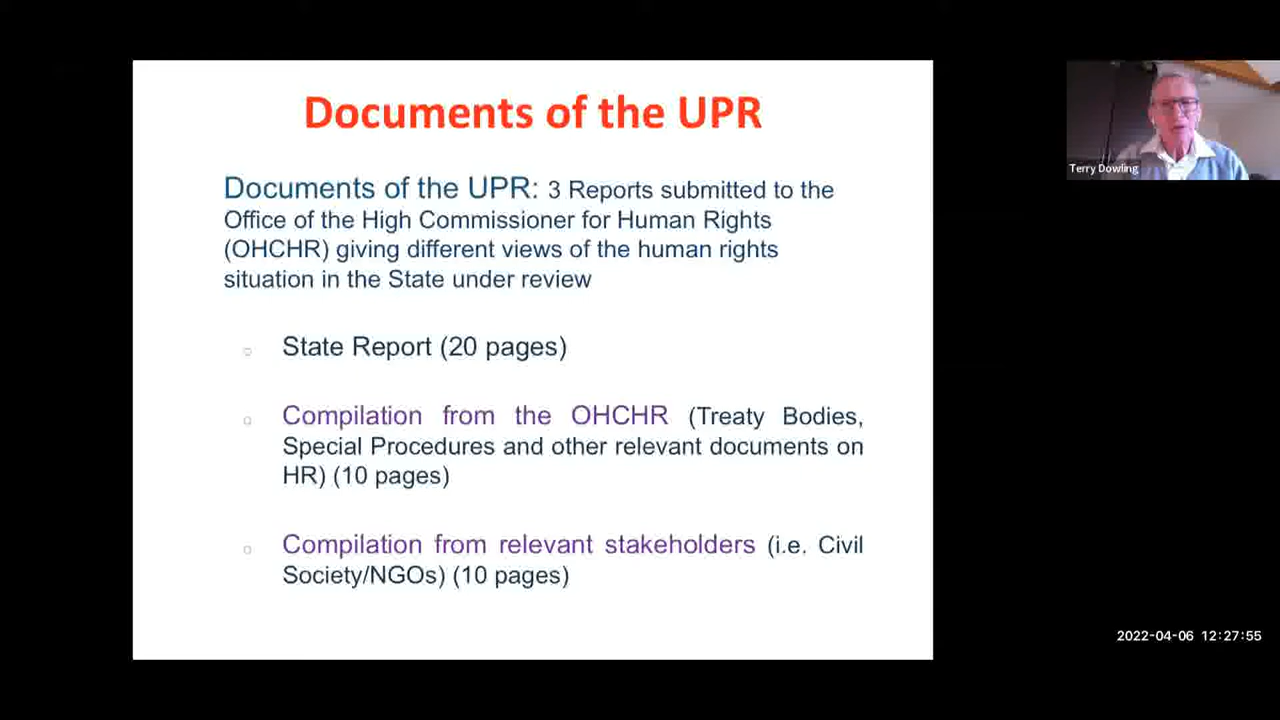 Documents of the UPR
Terry Dowling
Documents of the UPR: 3 Reports submitted to the
Office of the High Commissioner for Human Rights
(OHCHR) giving different views of the human rights
situation in the State under review
State Report (20 pages)
Compilation from the OHCHR (Treaty Bodies,
Special Procedures and other relevant documents on
HR) (10 pages)
Compilation from relevant stakeholders (i.e. Civil
Society/NGOs) (10 pages)
2022-04-06 12:27:55